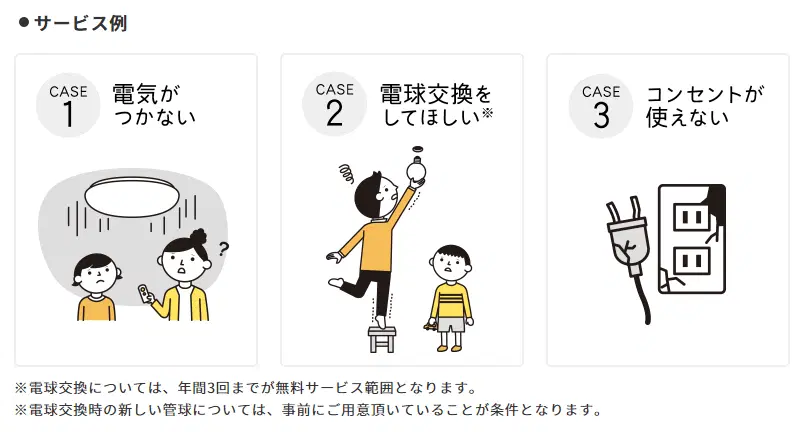 ●サービス例
CASE
1
電気が
つかない
?
CASE
2
電球交換を
してほしい※
CASE
3
コンセントが
使えない
※電球交換については、年間3回までが無料サービス範囲となります。
※電球交換時の新しい管球については、事前にご用意頂いていることが条件となります。